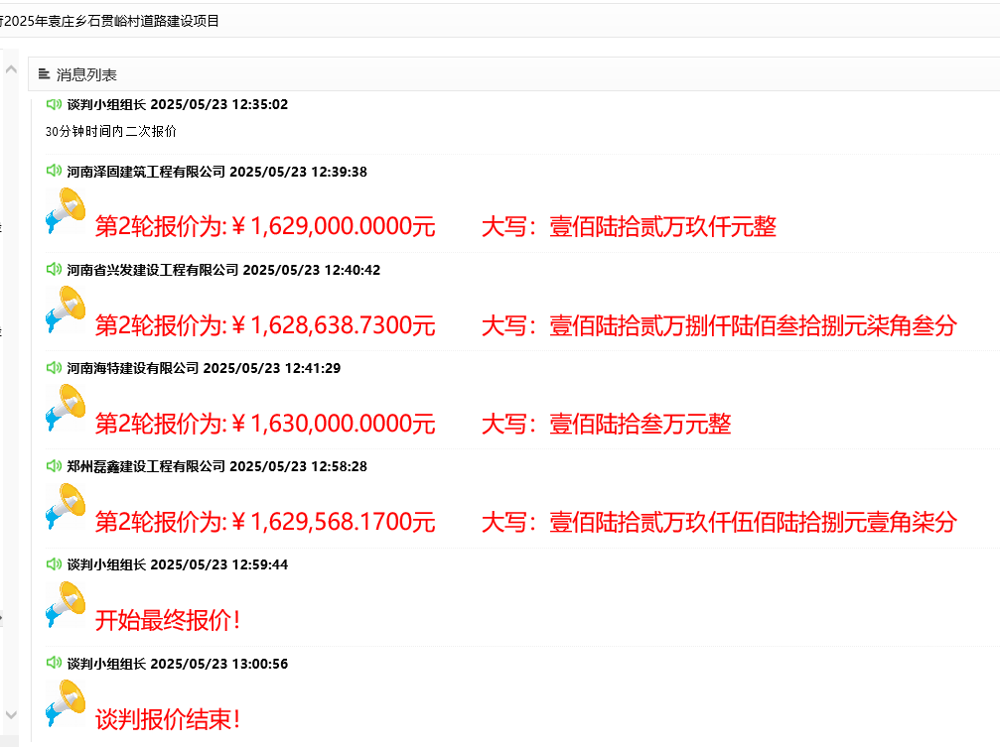 2025年袁庄乡石贯峪村道路建设项目
消息列表
谈判小组组长 2025/05/23 12:35:02
30分钟时间内二次报价
河南泽固建筑工程有限公司 2025/05/23 12:39:38
第2轮报价为:￥1,629,000.0000元 大写：壹佰陆拾贰万玖仟元整
河南省兴发建设工程有限公司 2025/05/23 12:40:42
第2轮报价为:￥1,628,638.7300元 大写：壹佰陆拾贰万捌仟陆佰叁拾捌元柒角叁分
河南海特建设有限公司 2025/05/23 12:41:29
第2轮报价为:￥1,630,000.0000元 大写：壹佰陆拾叁万元整
郑州磊鑫建设工程有限公司 2025/05/23 12:58:28
第2轮报价为:￥1,629,568.1700元 大写：壹佰陆拾贰万玖仟伍佰陆拾捌元壹角柒分
谈判小组组长 2025/05/23 12:59:44
开始最终报价！
谈判小组组长 2025/05/23 13:00:56
谈判报价结束！